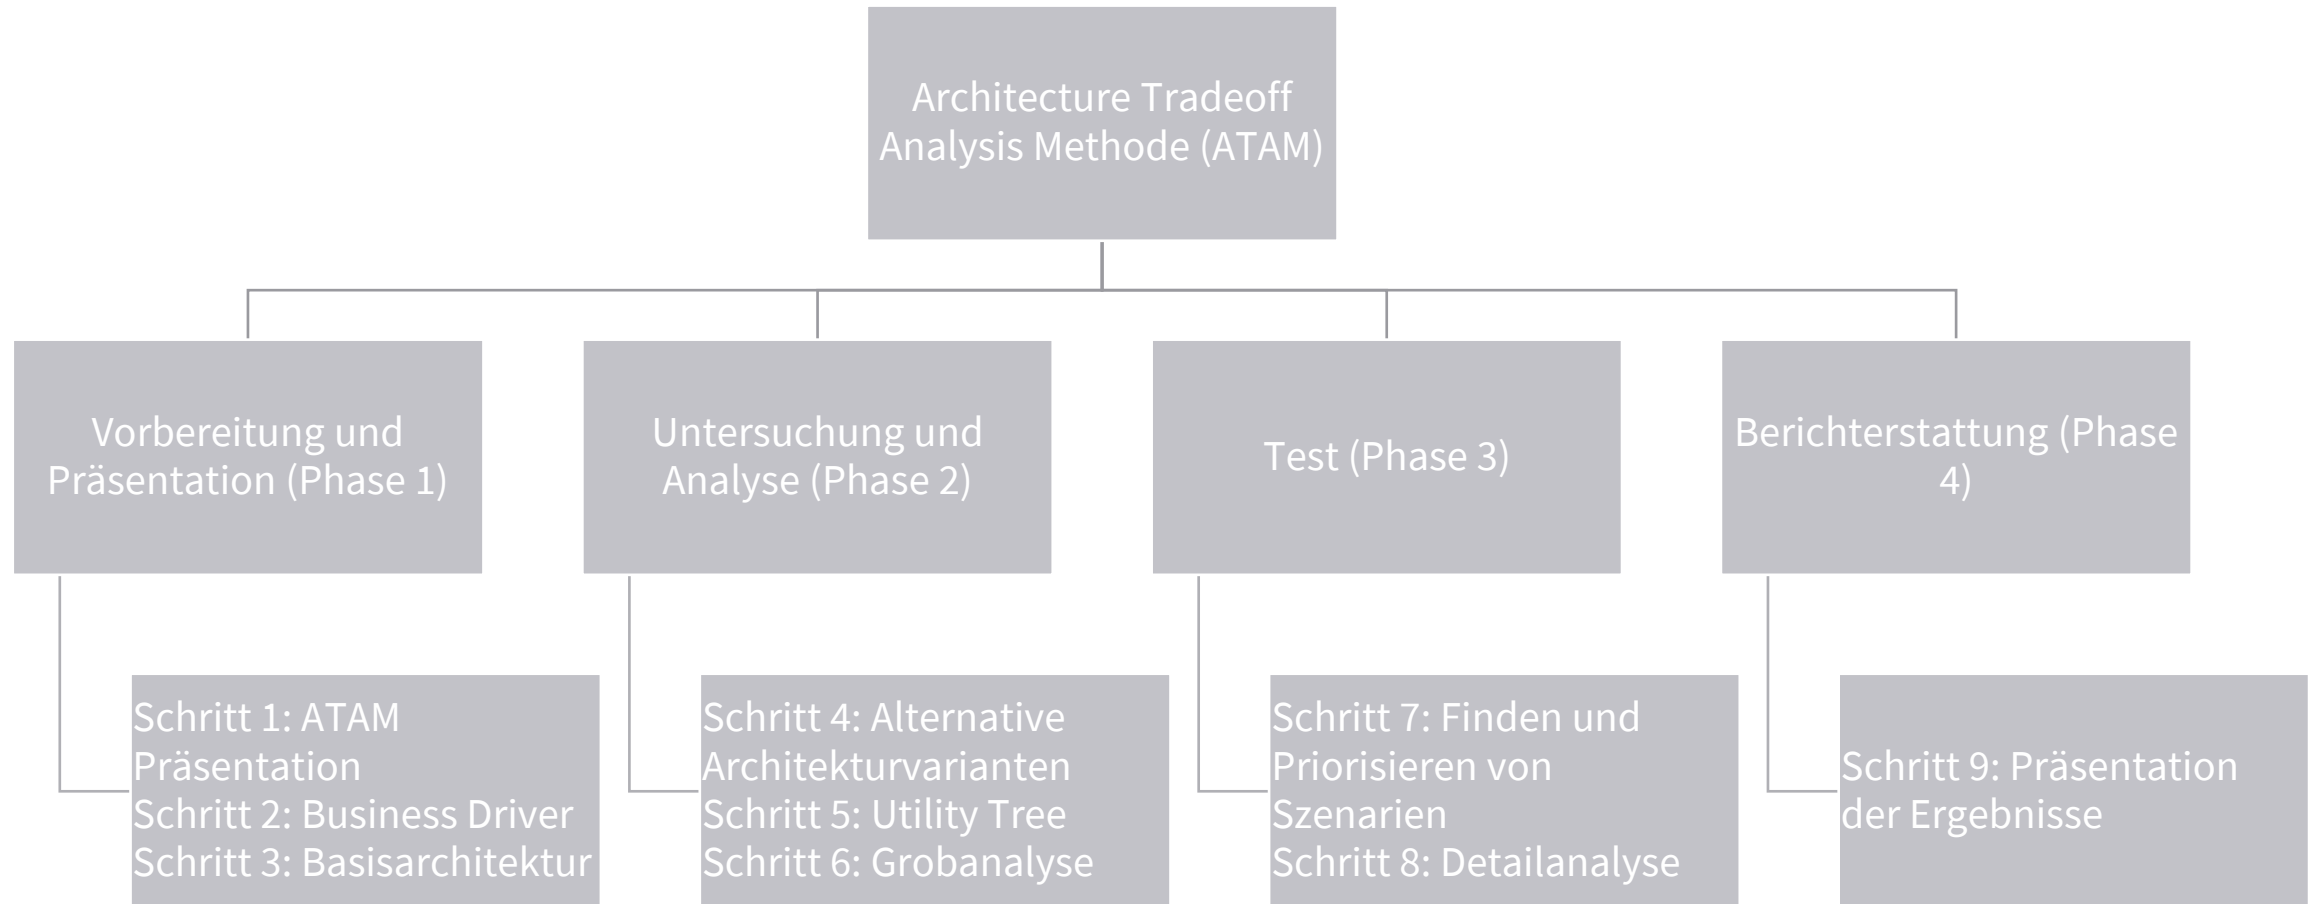 Architecture Tradeoff
Analysis Methode (ATAM)
Vorbereitung und
Präsentation (Phase 1)
Untersuchung und
Analyse (Phase 2)
Test (Phase 3)
Berichterstattung (Phase
4)
Schritt 1: ATAM
Präsentation
Schritt 2: Business Driver
Schritt 3: Basisarchitektur
Schritt 4: Alternative
Architekturvarianten
Schritt 5: Utility Tree
Schritt 6: Grobanalyse
Schritt 7: Finden und
Priorisieren von
Szenarien
Schritt 8: Detailanalyse
Schritt 9: Präsentation
der Ergebnisse